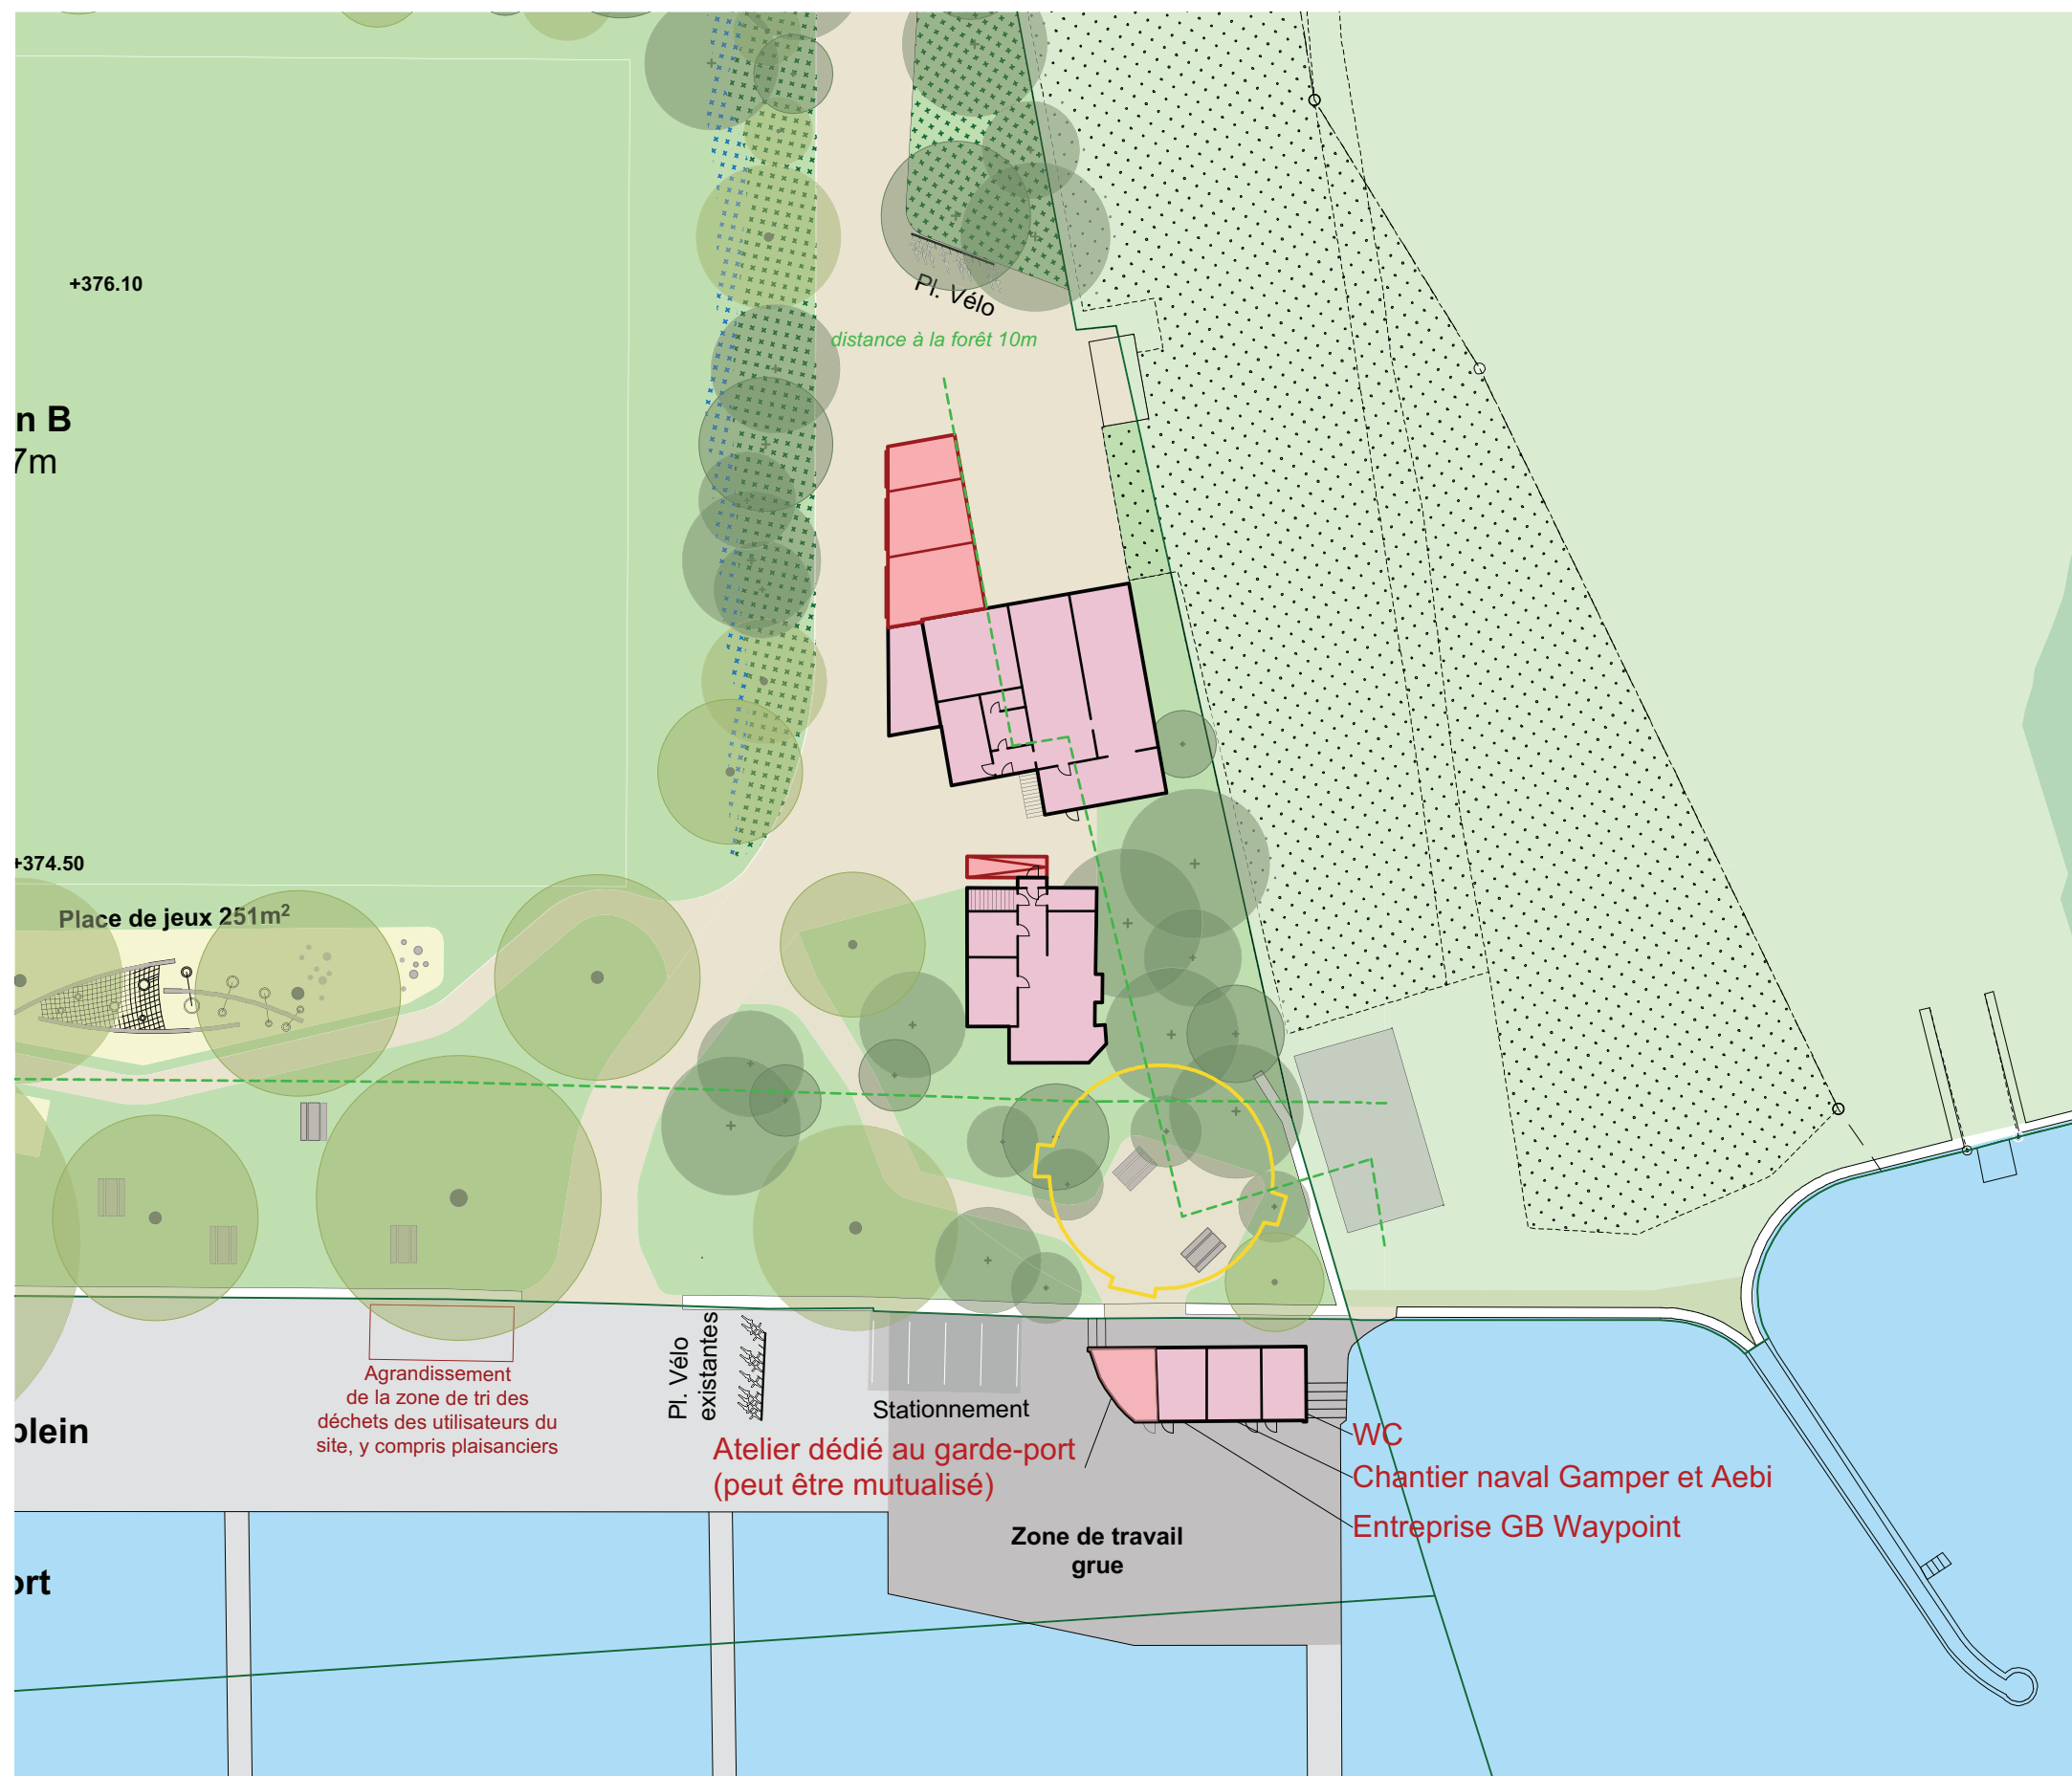 Pl. Vélo
+376.10
distance à la forêt 10m
n B
7m
+374.50
Place de jeux 251m²
Pl. Vélo
existantes
Agrandissement
de la zone de tri des
déchets des utilisateurs du
site, y compris plaisanciers
Stationnement
plein
Atelier dédié au garde-port
(peut être mutualisé)
WC
Chantier naval Gamper et Aebi
Entreprise GB Waypoint
Zone de travail
grue
ort